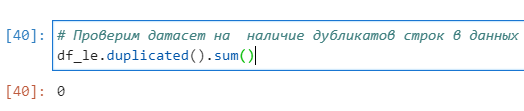 [40]: # Проверим датасет на  наличие дубликатов строк в данных
df_le.duplicated().sum()
[40]: 0